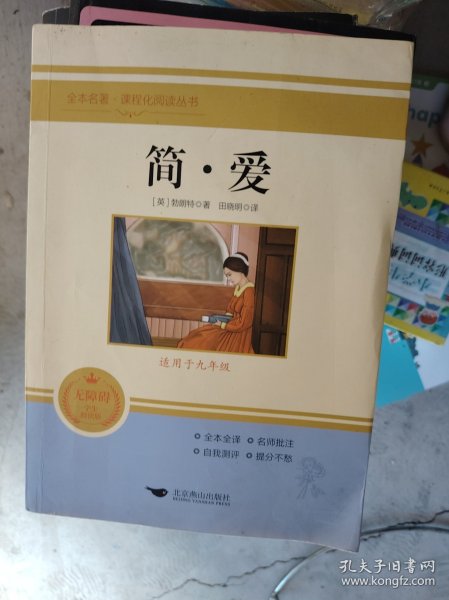 全本名著·课程化阅读丛书
简·爱
[英]勃朗特◎著 田晓明◎译
适用于九年级
无障碍
学生
全本全译 名师批注
自我测评 提分不愁
北京燕山出版社
BEIJING YANSHAN PRESS
map
孔夫子旧书网
www.kongfz.com